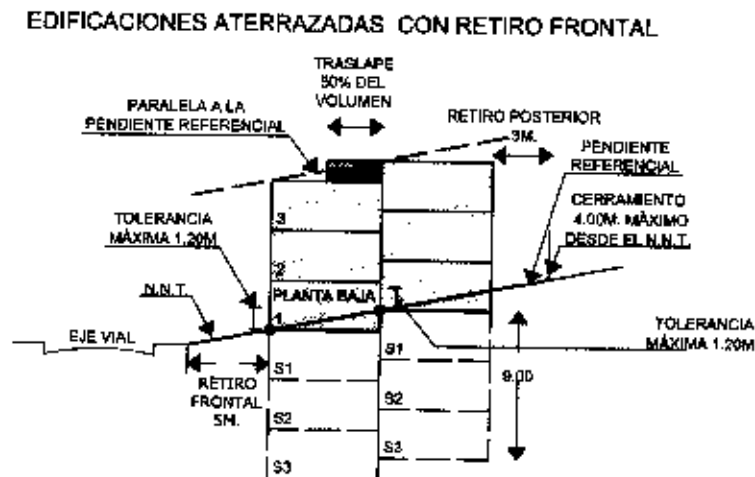 EDIFICACIONES ATERRAZADAS CON RETIRO FRONTAL
TRASLAPE
50% DEL
VOLUMEN
PARALELA A LA
PENDIENTE REFERENCIAL
RETIRO POSTERIOR
3M.
PENDIENTE
REFERENCIAL
CERRAMIENTO
4.00M. MÁXIMO
DESDE EL N.N.T.
TOLERANCIA
MÁXIMA 1.20M
3
2
N.N.T.
PLANTA BAJA
1
EJE VIAL
TOLERANCIA
MÁXIMA 1.20M
RETIRO
FRONTAL
5M.
S1
S1
9.00
S2
S2
S3
S3